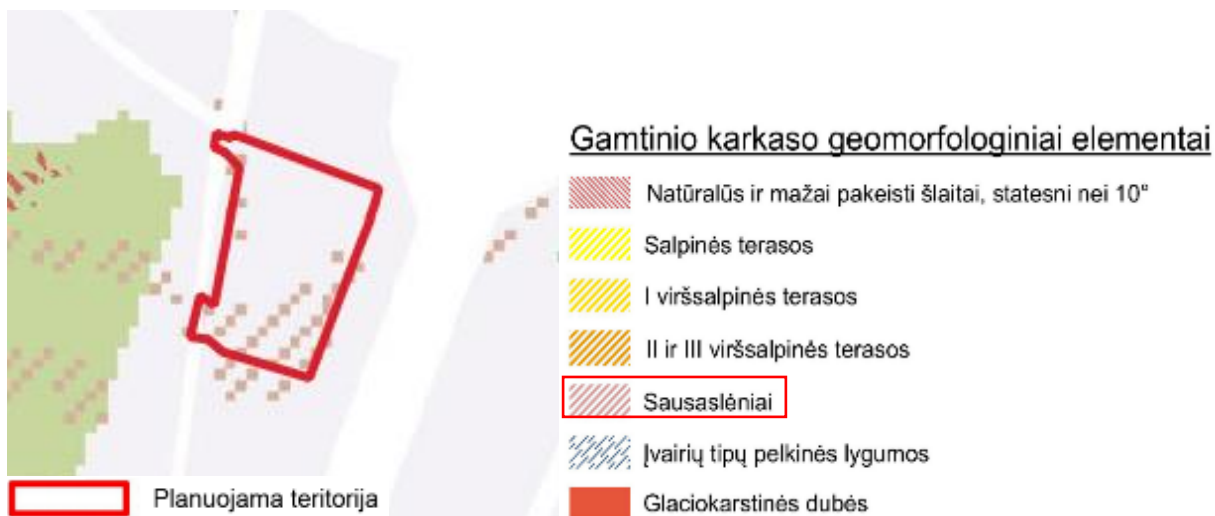 Gamtinio karkaso geomorfologiniai elementai
Natūralūs ir mažai pakeisti šlaitai, statesni nei 10°
Salpinės terasos
I viršsalpinės terasos
II ir III viršsalpinės terasos
Sausaslėniai
Įvairių tipų pelkinės lygumos
Glaciokarstinės dubės
Planuojama teritorija